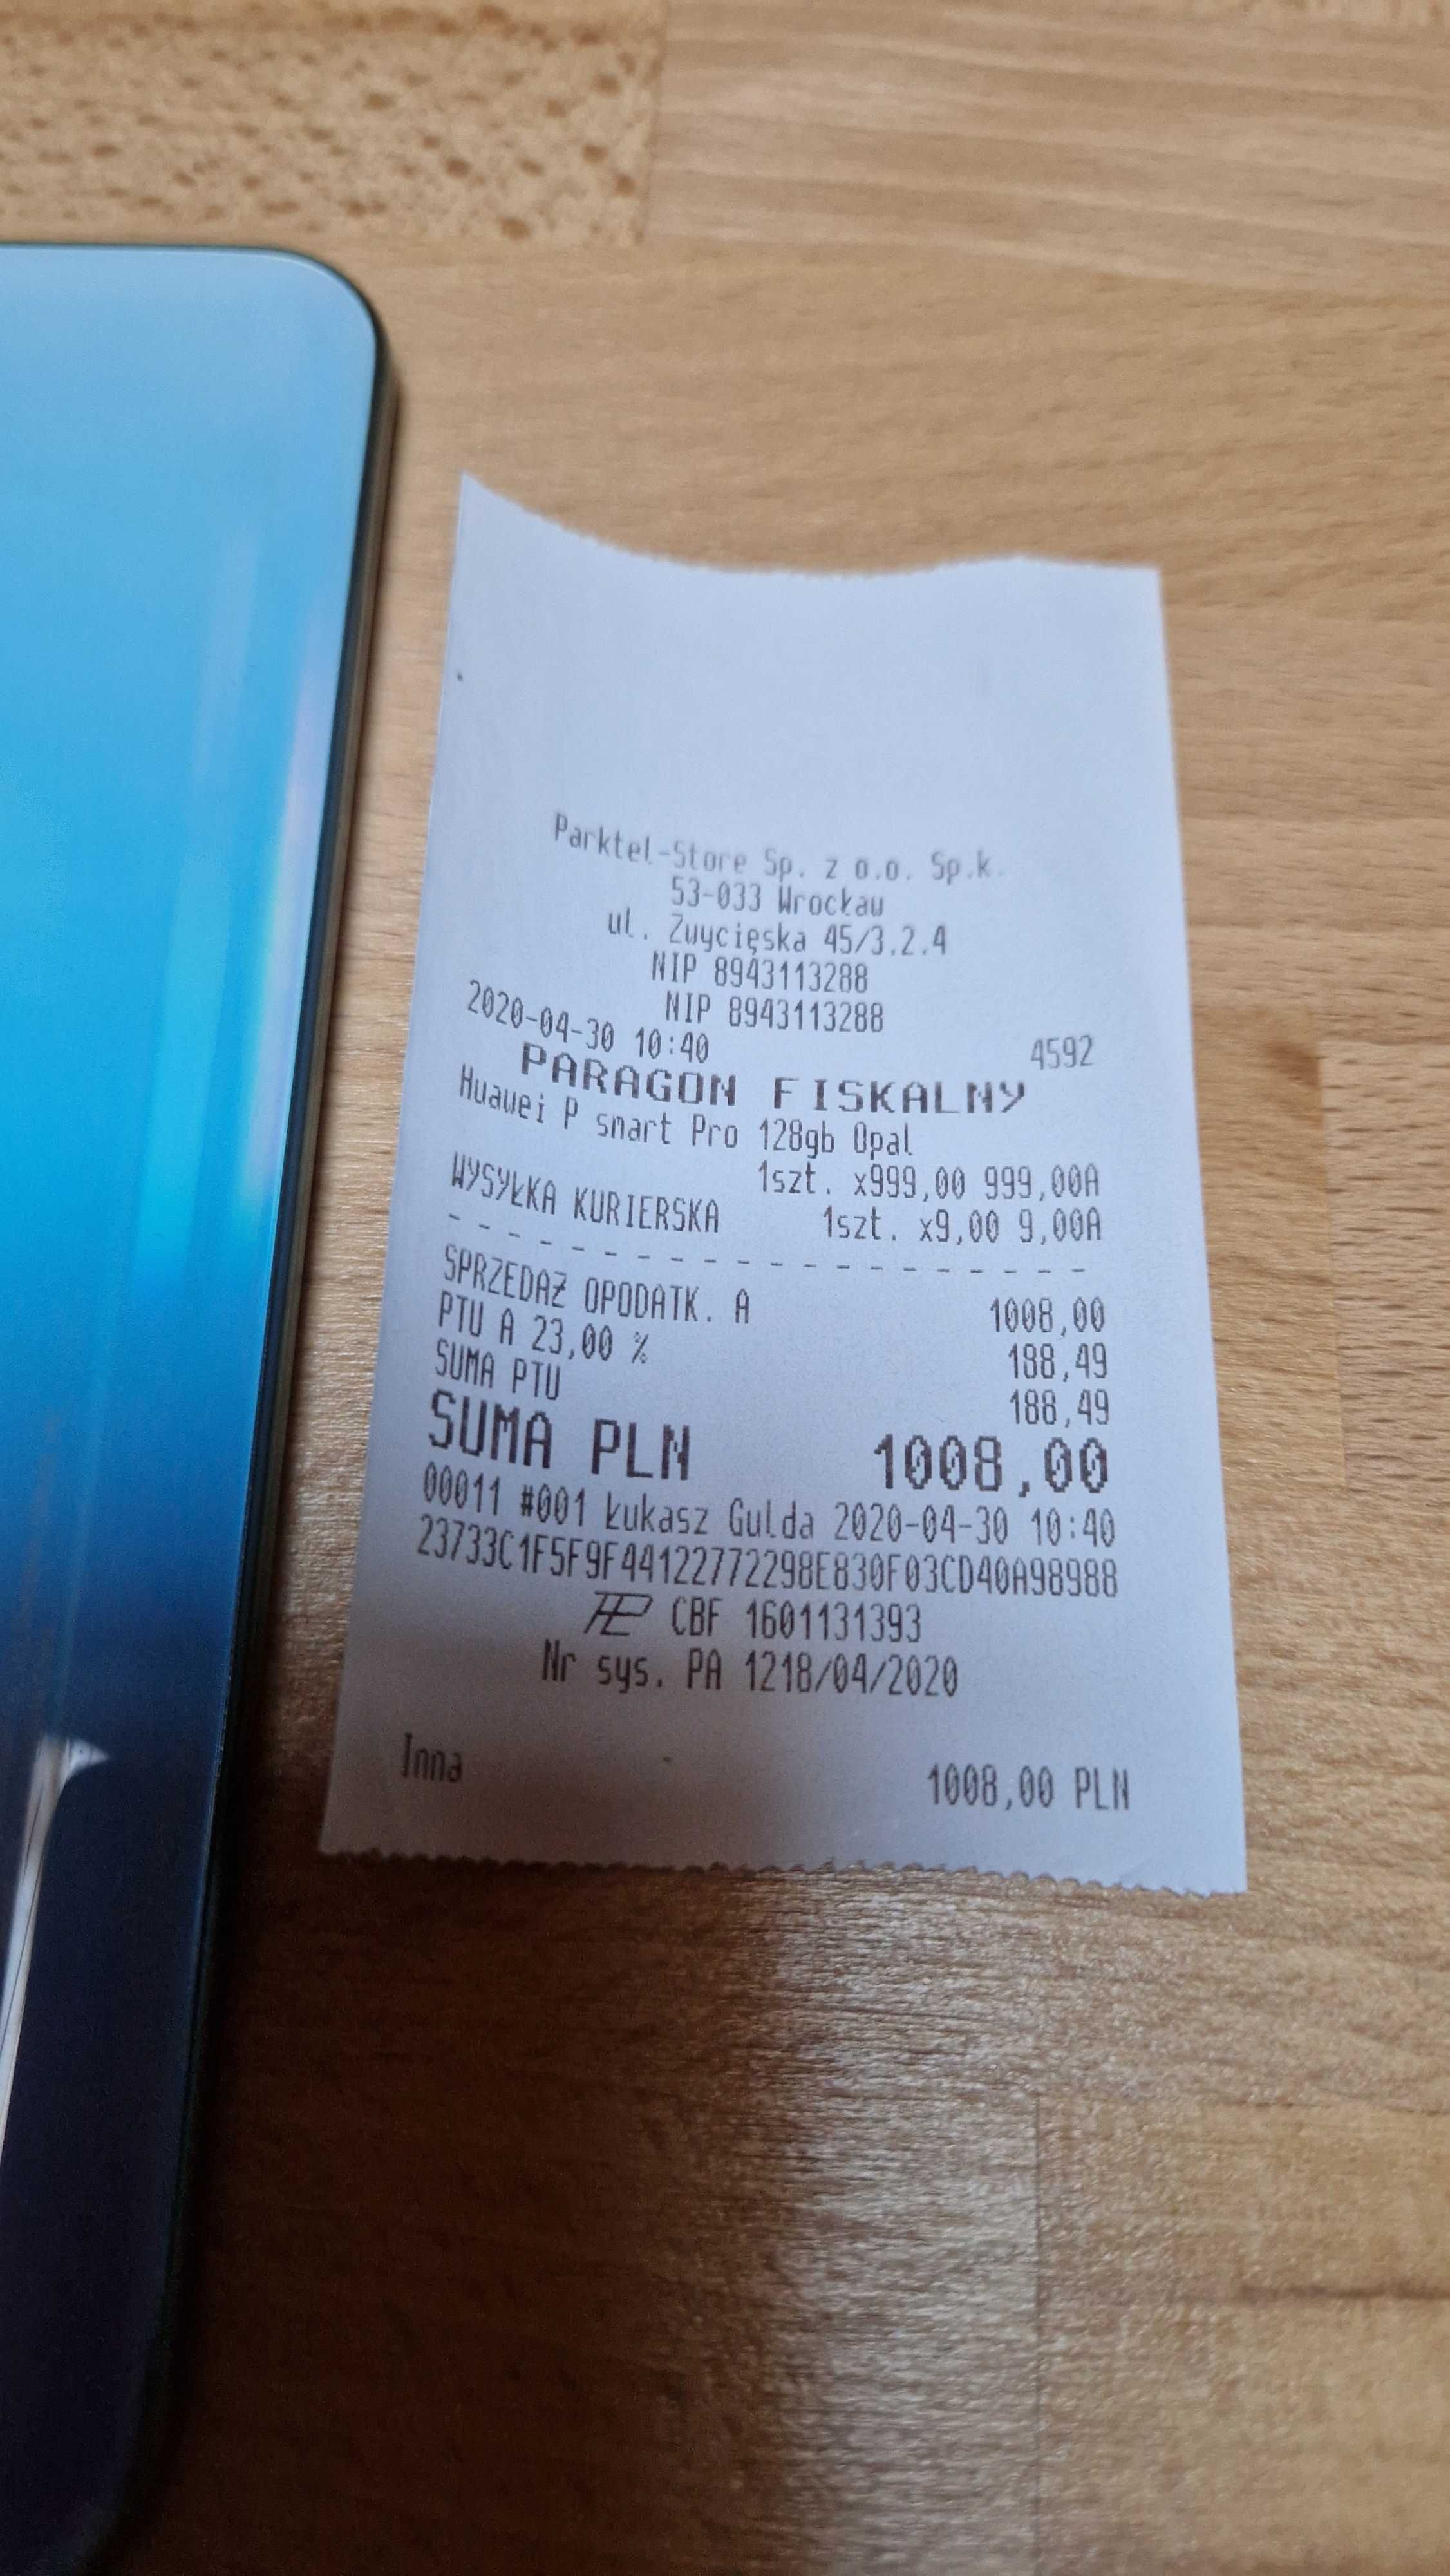 Parktel-Store Sp. z o.o. Sp.k.
53-033 Wrocław
ul. Zwycięska 45/3.2.4
NIP 8943113288
NIP 8943113288
2020-04-30 10:40 4592
PARAGON FISKALNY
Huawei P smart Pro 128gb Opal
1szt. x999,00 999,00A
WYSYŁKA KURIERSKA 1szt. x9,00 9,00A
- - - - - - - - - - - - - - - - - - - -
SPRZEDAŻ OPODATK. A 1008,00
PTU A 23,00 % 188,49
SUMA PTU 188,49
SUMA PLN 1008,00
00011 #001 Łukasz Gulda 2020-04-30 10:40
23733C1F5F9F44122772298E830F03CD40A98988
CBF 1601131393
Nr sys. PA 1218/04/2020
Inna 1008,00 PLN